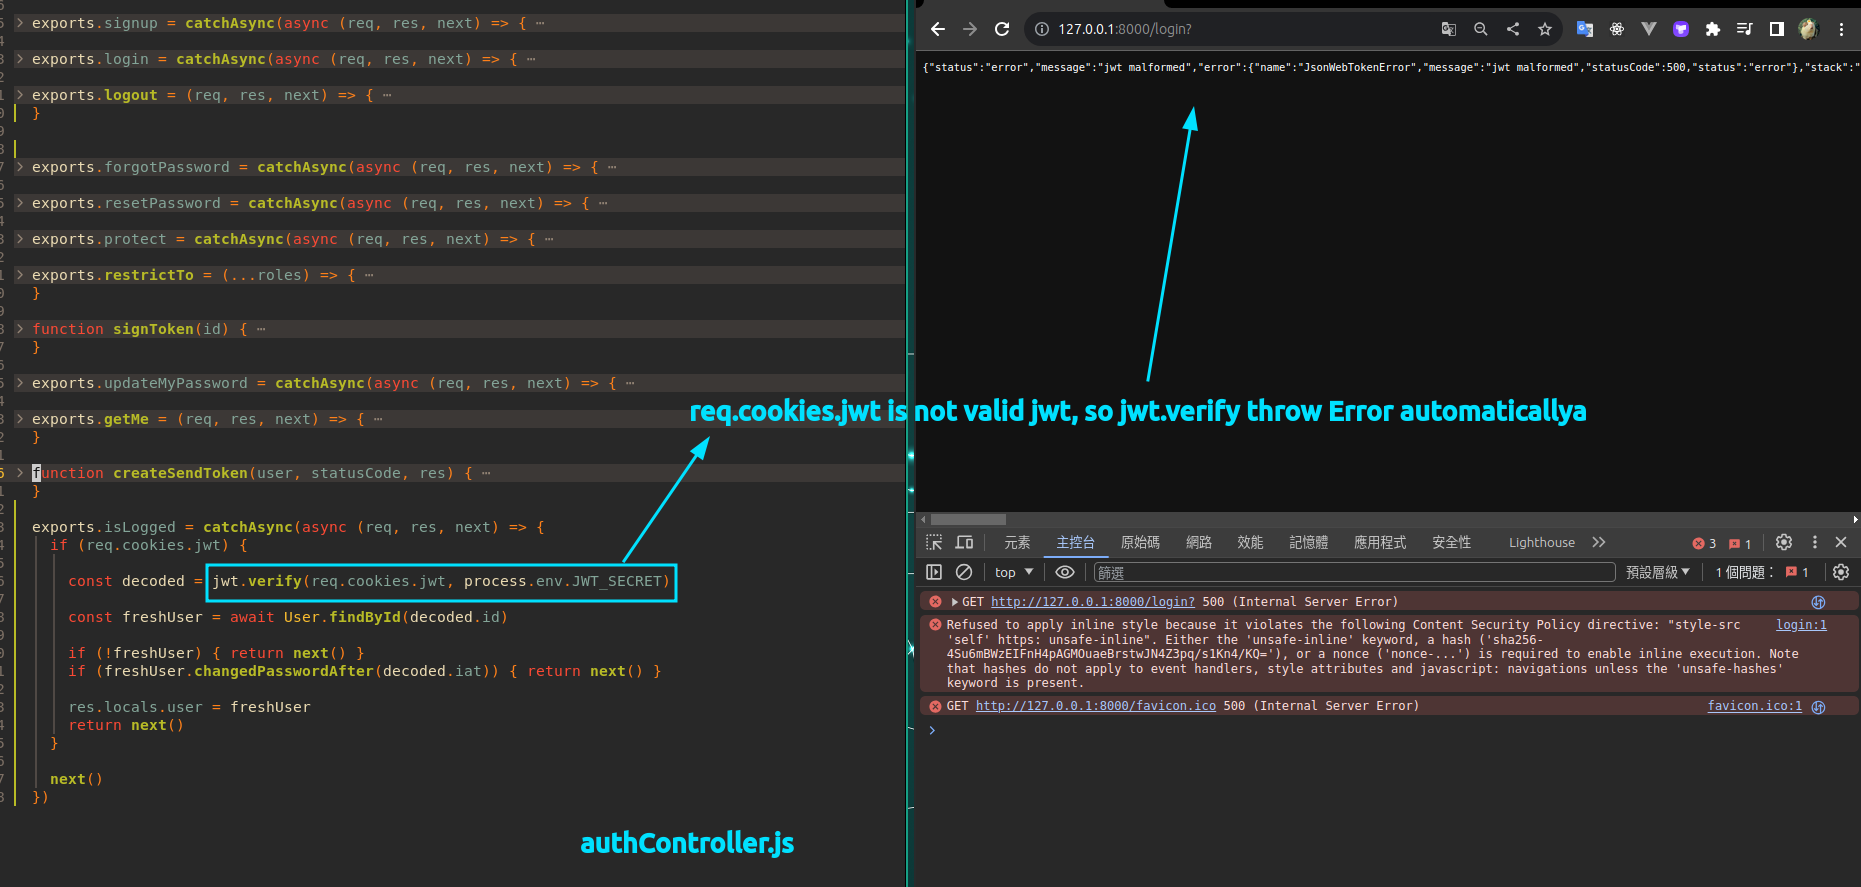 exports.signup = catchAsync(async (req, res, next) => { ⋯
exports.login = catchAsync(async (req, res, next) => { ⋯
exports.logout = (req, res, next) => { ⋯
}
exports.forgotPassword = catchAsync(async (req, res, next) => { ⋯
exports.resetPassword = catchAsync(async (req, res, next) => { ⋯
exports.protect = catchAsync(async (req, res, next) => { ⋯
exports.restrictTo = (...roles) => { ⋯
}
function signToken(id) { ⋯
}
exports.updateMyPassword = catchAsync(async (req, res, next) => { ⋯
exports.getMe = (req, res, next) => { ⋯
}
function createSendToken(user, statusCode, res) { ⋯
}
exports.isLogged = catchAsync(async (req, res, next) => {
if (req.cookies.jwt) {
const decoded = jwt.verify(req.cookies.jwt, process.env.JWT_SECRET)
const freshUser = await User.findById(decoded.id)
if (!freshUser) { return next() }
if (freshUser.changedPasswordAfter(decoded.iat)) { return next() }
res.locals.user = freshUser
return next()
}
next()
})
authController.js
req.cookies.jwt is not valid jwt, so jwt.verify throw Error automaticallya
127.0.0.1:8000/login?
{"status":"error","message":"jwt malformed","error":{"name":"JsonWebTokenError","message":"jwt malformed","statusCode":500,"status":"error"},"stack":"
元素 主控台 原始碼 網路 效能 記憶體 應用程式 安全性 Lighthouse 3 1
top 篩選 預設層級 1 個問題： 1
GET http://127.0.0.1:8000/login? 500 (Internal Server Error)
Refused to apply inline style because it violates the following Content Security Policy directive: "style-src login:1
'self' https: unsafe-inline". Either the 'unsafe-inline' keyword, a hash ('sha256-
4Su6mBWzEIFnH4pAGMOuaeBrstwJN4Z3pq/s1Kn4/KQ='), or a nonce ('nonce-...') is required to enable inline execution. Note
that hashes do not apply to event handlers, style attributes and javascript: navigations unless the 'unsafe-hashes'
keyword is present.
GET http://127.0.0.1:8000/favicon.ico 500 (Internal Server Error) favicon.ico:1